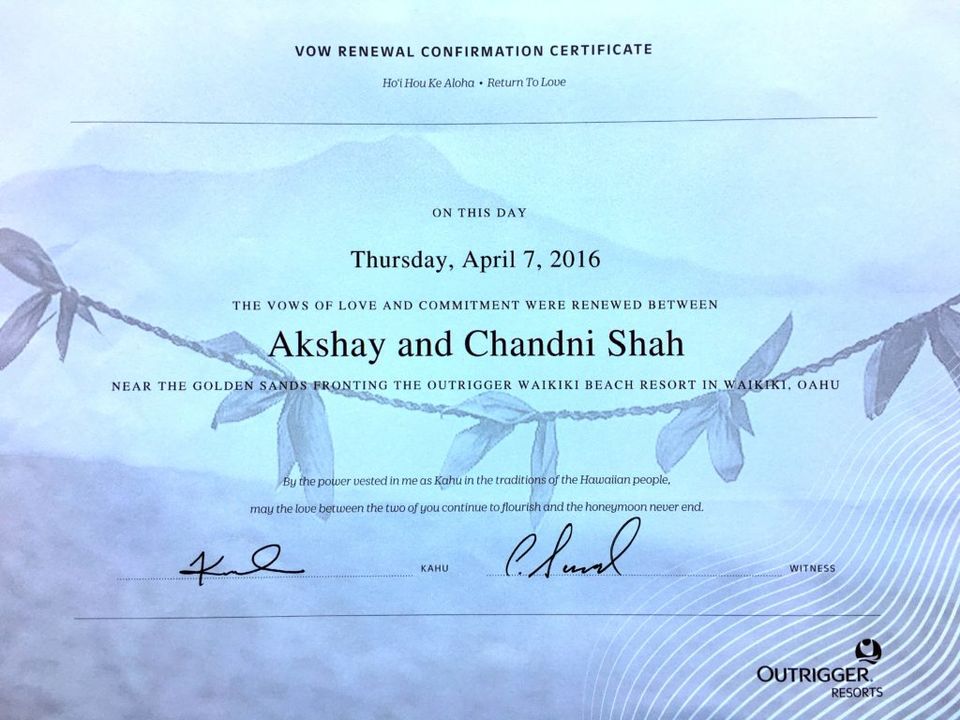 VOW RENEWAL CONFIRMATION CERTIFICATE
Ho'i Hou Ke Aloha • Return To Love
ON THIS DAY
Thursday, April 7, 2016
THE VOWS OF LOVE AND COMMITMENT WERE RENEWED BETWEEN
Akshay and Chandni Shah
NEAR THE GOLDEN SANDS FRONTING THE OUTRIGGER WAIKIKI BEACH RESORT IN WAIKIKI, OAHU
By the power vested in me as Kahu in the traditions of the Hawaiian people,
may the love between the two of you continue to flourish and the honeymoon never end.
KAHU
WITNESS
OUTRIGGER.
RESORTS